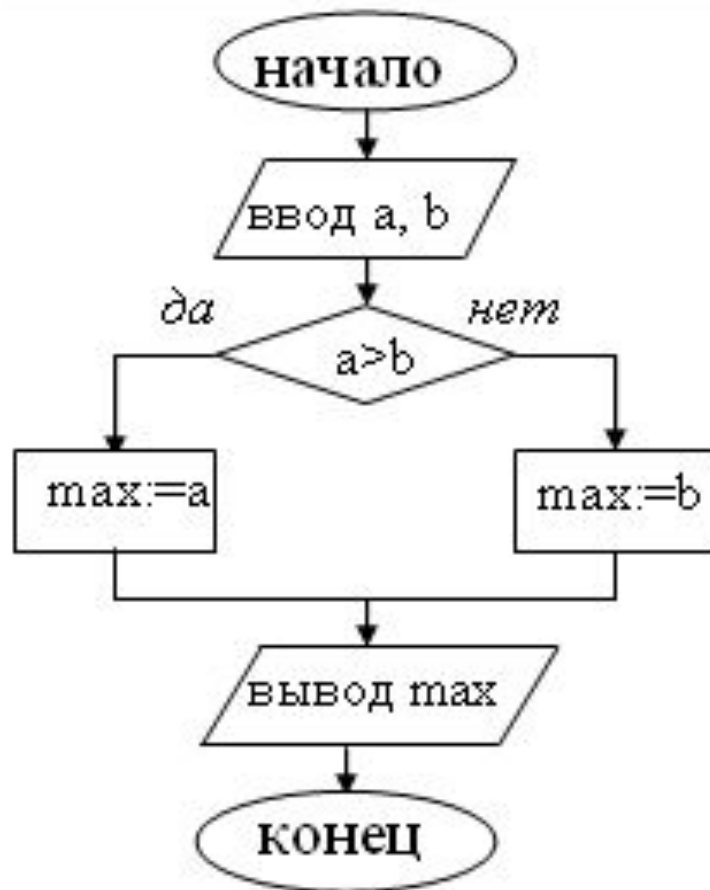 начало
ввод a, b
да
нет
a>b
max:=a
max:=b
вывод max
конец